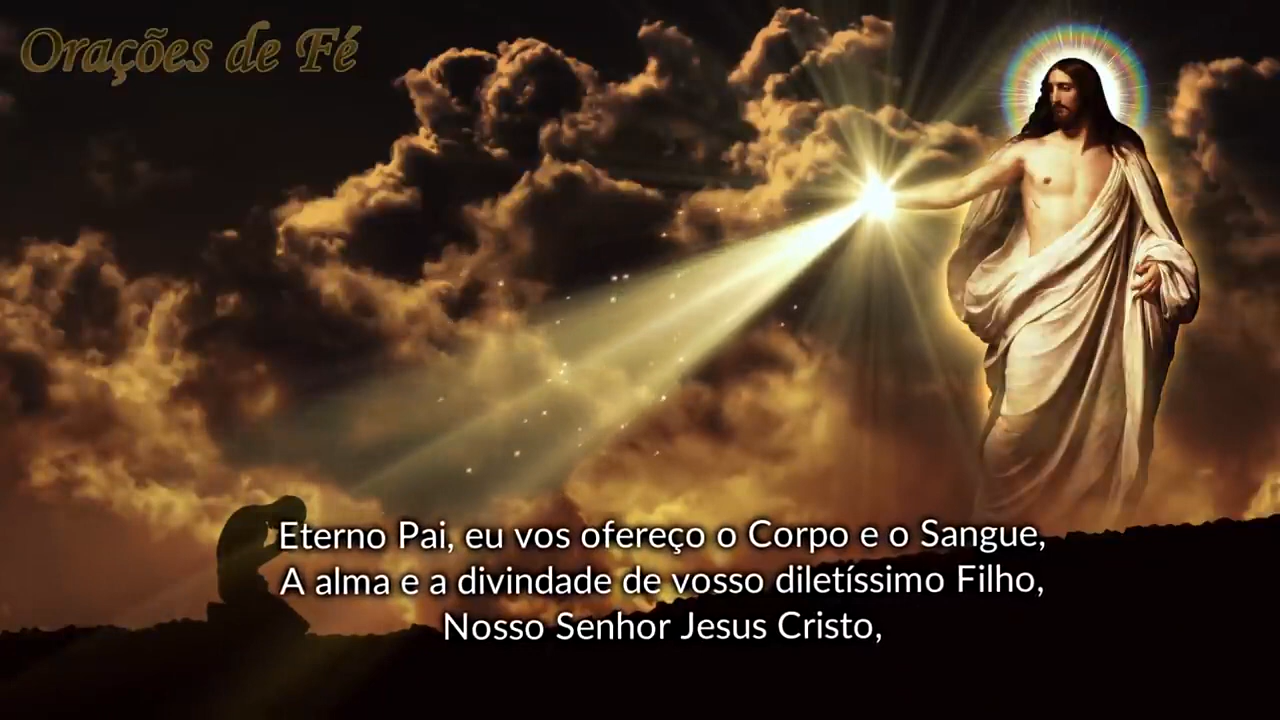 Orações de Fé
Eterno Pai, eu vos ofereço o Corpo e o Sangue,
A alma e a divindade de vosso diletíssimo Filho,
Nosso Senhor Jesus Cristo,